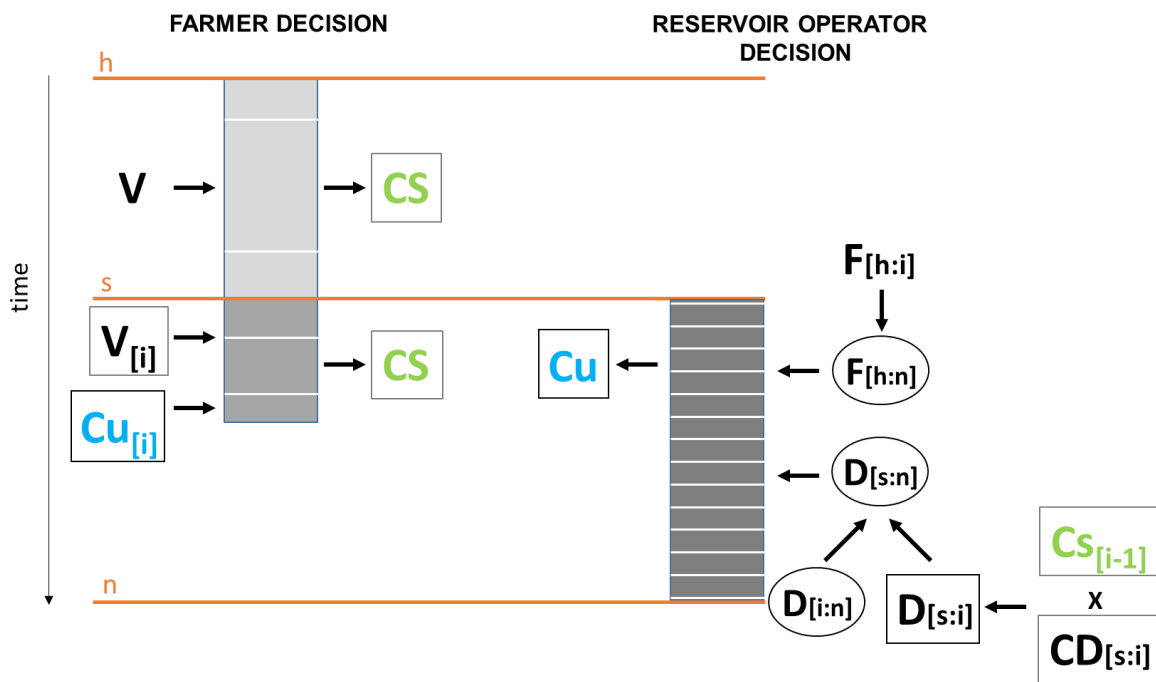 FARMER DECISION
RESERVOIR OPERATOR
DECISION
h
V
CS
time
s
F[h:i]
V[i]
CS
Cu
F[h:n]
Cu[i]
D[s:n]
Cs[i-1]
n
D[i:n]
D[s:i]
x
CD[s:i]